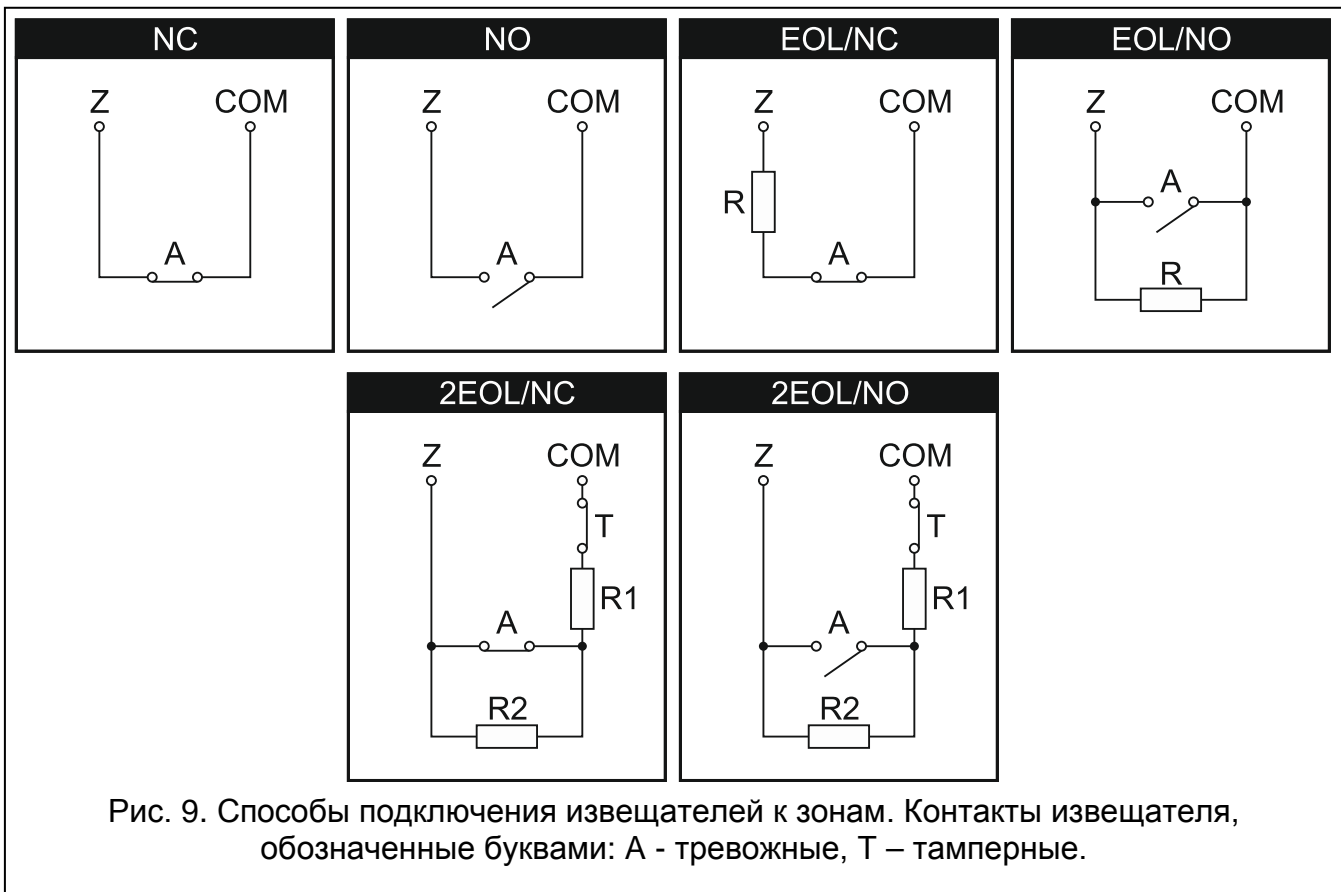 NC NO EOL/NC EOL/NO
Z COM Z COM Z COM Z COM
A
R
A A
R A
R
2EOL/NC 2EOL/NO
Z COM Z COM
T T
R1 R1
A A
R2 R2
Рис. 9. Способы подключения извещателей к зонам. Контакты извещателя,
обозначенные буквами: А - тревожные, Т – тамперные.